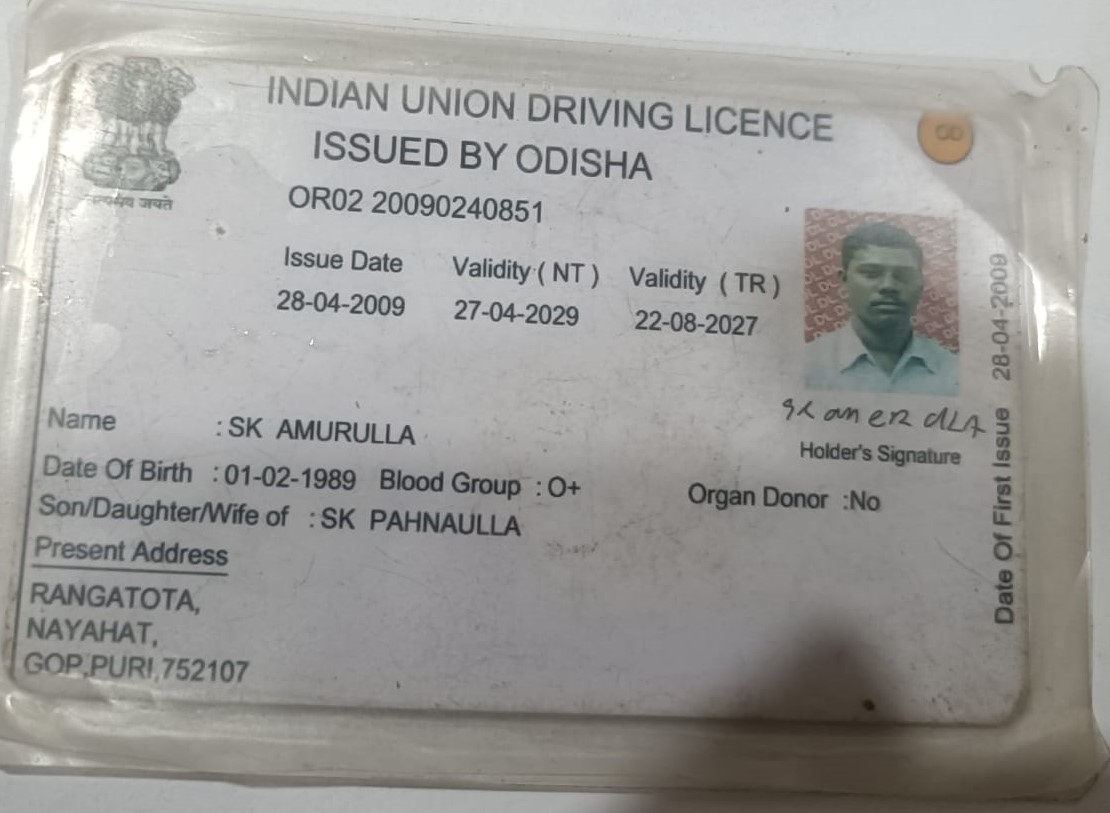 INDIAN UNION DRIVING LICENCE
ISSUED BY ODISHA
OD
सत्यमेव जयते
OR02 20090240851
Issue Date Validity ( NT ) Validity ( TR )
28-04-2009 27-04-2029 22-08-2027
Name : SK AMURULLA
Holder's Signature
Date Of Birth : 01-02-1989 Blood Group : O+ Organ Donor :No
Son/Daughter/Wife of : SK PAHNAULLA
Present Address
RANGATOTA,
NAYAHAT,
GOP,PURI,752107
Date Of First Issue 28-04-2009